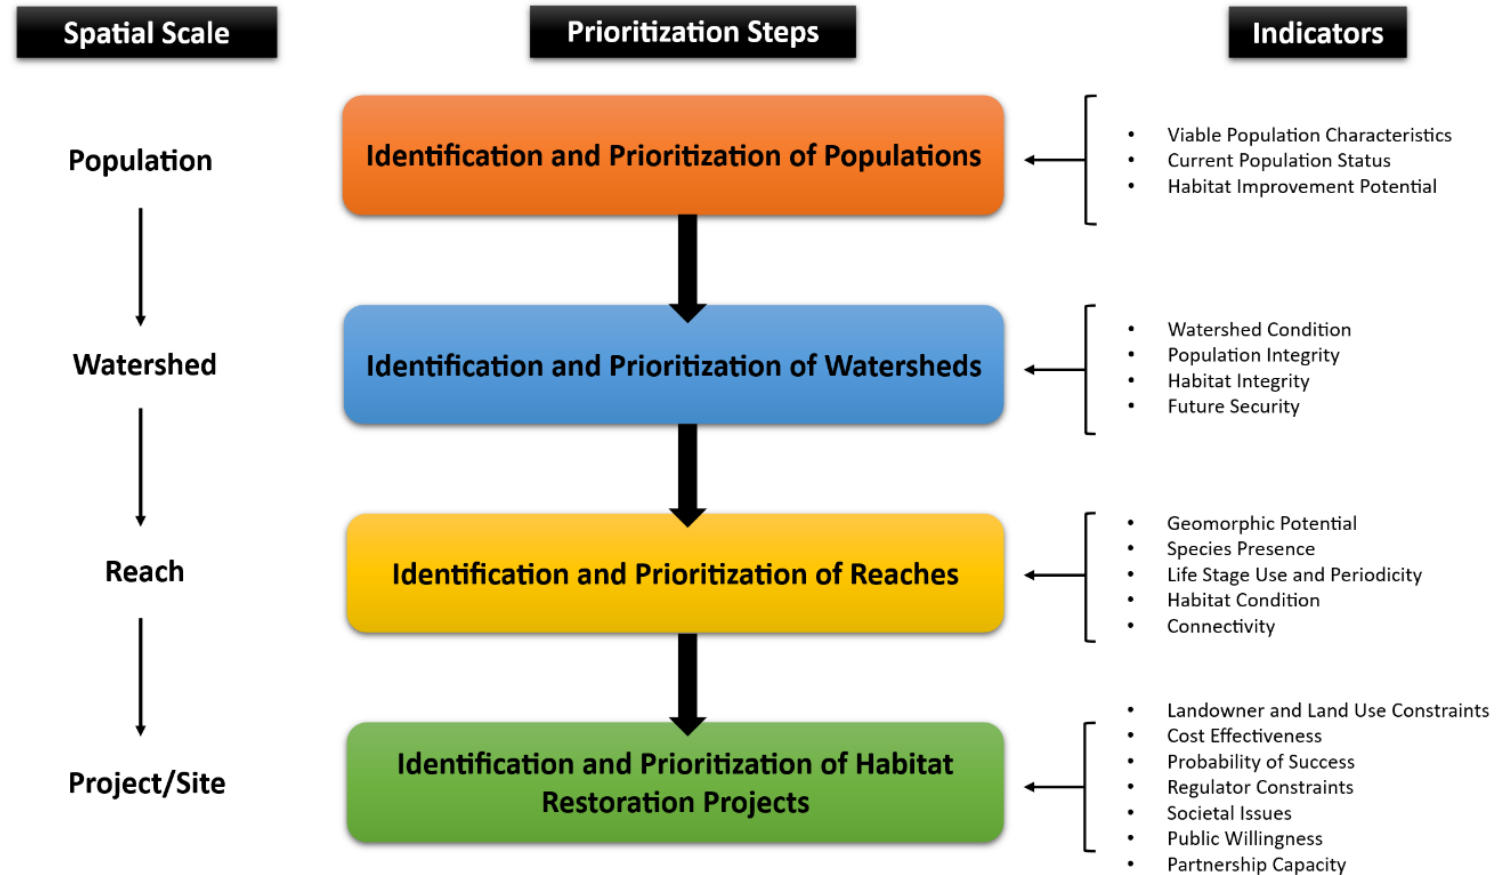 Spatial Scale
Prioritization Steps
Indicators
Population
Identification and Prioritization of Populations
• Viable Population Characteristics
• Current Population Status
• Habitat Improvement Potential
Watershed
Identification and Prioritization of Watersheds
• Watershed Condition
• Population Integrity
• Habitat Integrity
• Future Security
Reach
Identification and Prioritization of Reaches
• Geomorphic Potential
• Species Presence
• Life Stage Use and Periodicity
• Habitat Condition
• Connectivity
Project/Site
Identification and Prioritization of Habitat
Restoration Projects
• Landowner and Land Use Constraints
• Cost Effectiveness
• Probability of Success
• Regulator Constraints
• Societal Issues
• Public Willingness
• Partnership Capacity